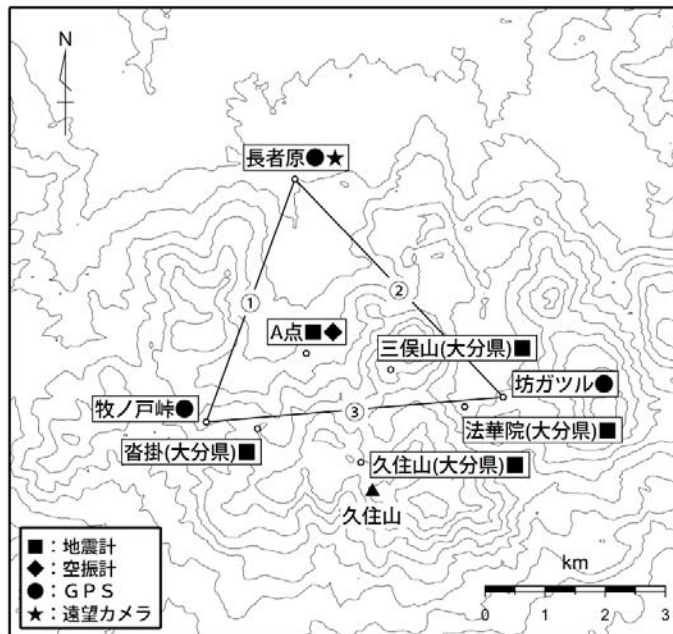 N
長者原●★
①
②
A点■◆
三俣山(大分県)■
坊ガツル●
牧ノ戸峠●
③
法華院(大分県)■
沓掛(大分県)■
久住山(大分県)■
久住山
■:地震計
◆:空振計
●:GPS
★:遠望カメラ
km
0 1 2 3